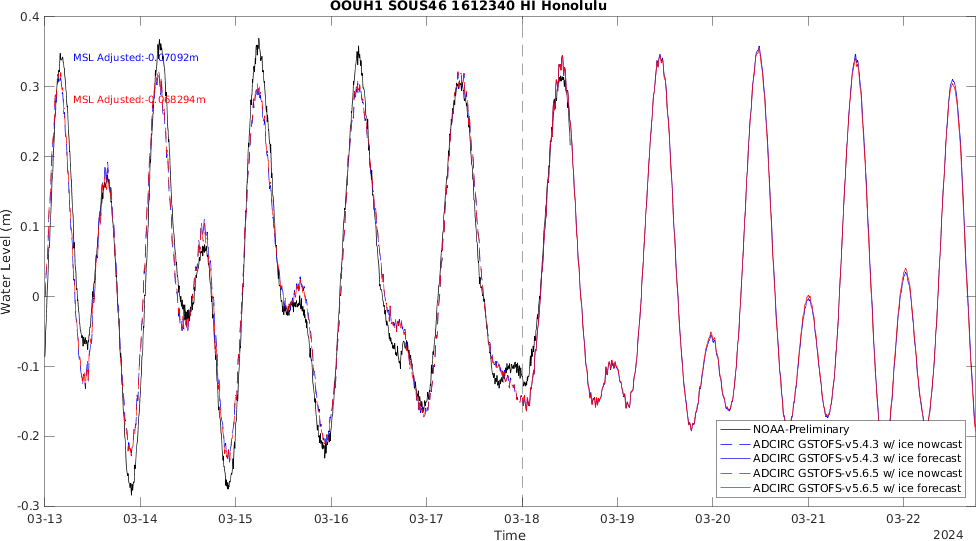 OOUH1 SOUS46 1612340 HI Honolulu
0.4
MSL Adjusted:-0.07092m
MSL Adjusted:-0.068294m
0.3
0.2
0.1
0
-0.1
-0.2
-0.3
Water Level (m)
NOAA-Preliminary
ADCIRC GSTOFS-v5.4.3 w/ ice nowcast
ADCIRC GSTOFS-v5.4.3 w/ ice forecast
ADCIRC GSTOFS-v5.6.5 w/ ice nowcast
ADCIRC GSTOFS-v5.6.5 w/ ice forecast
03-13 03-14 03-15 03-16 03-17 03-18 03-19 03-20 03-21 03-22
Time
2024